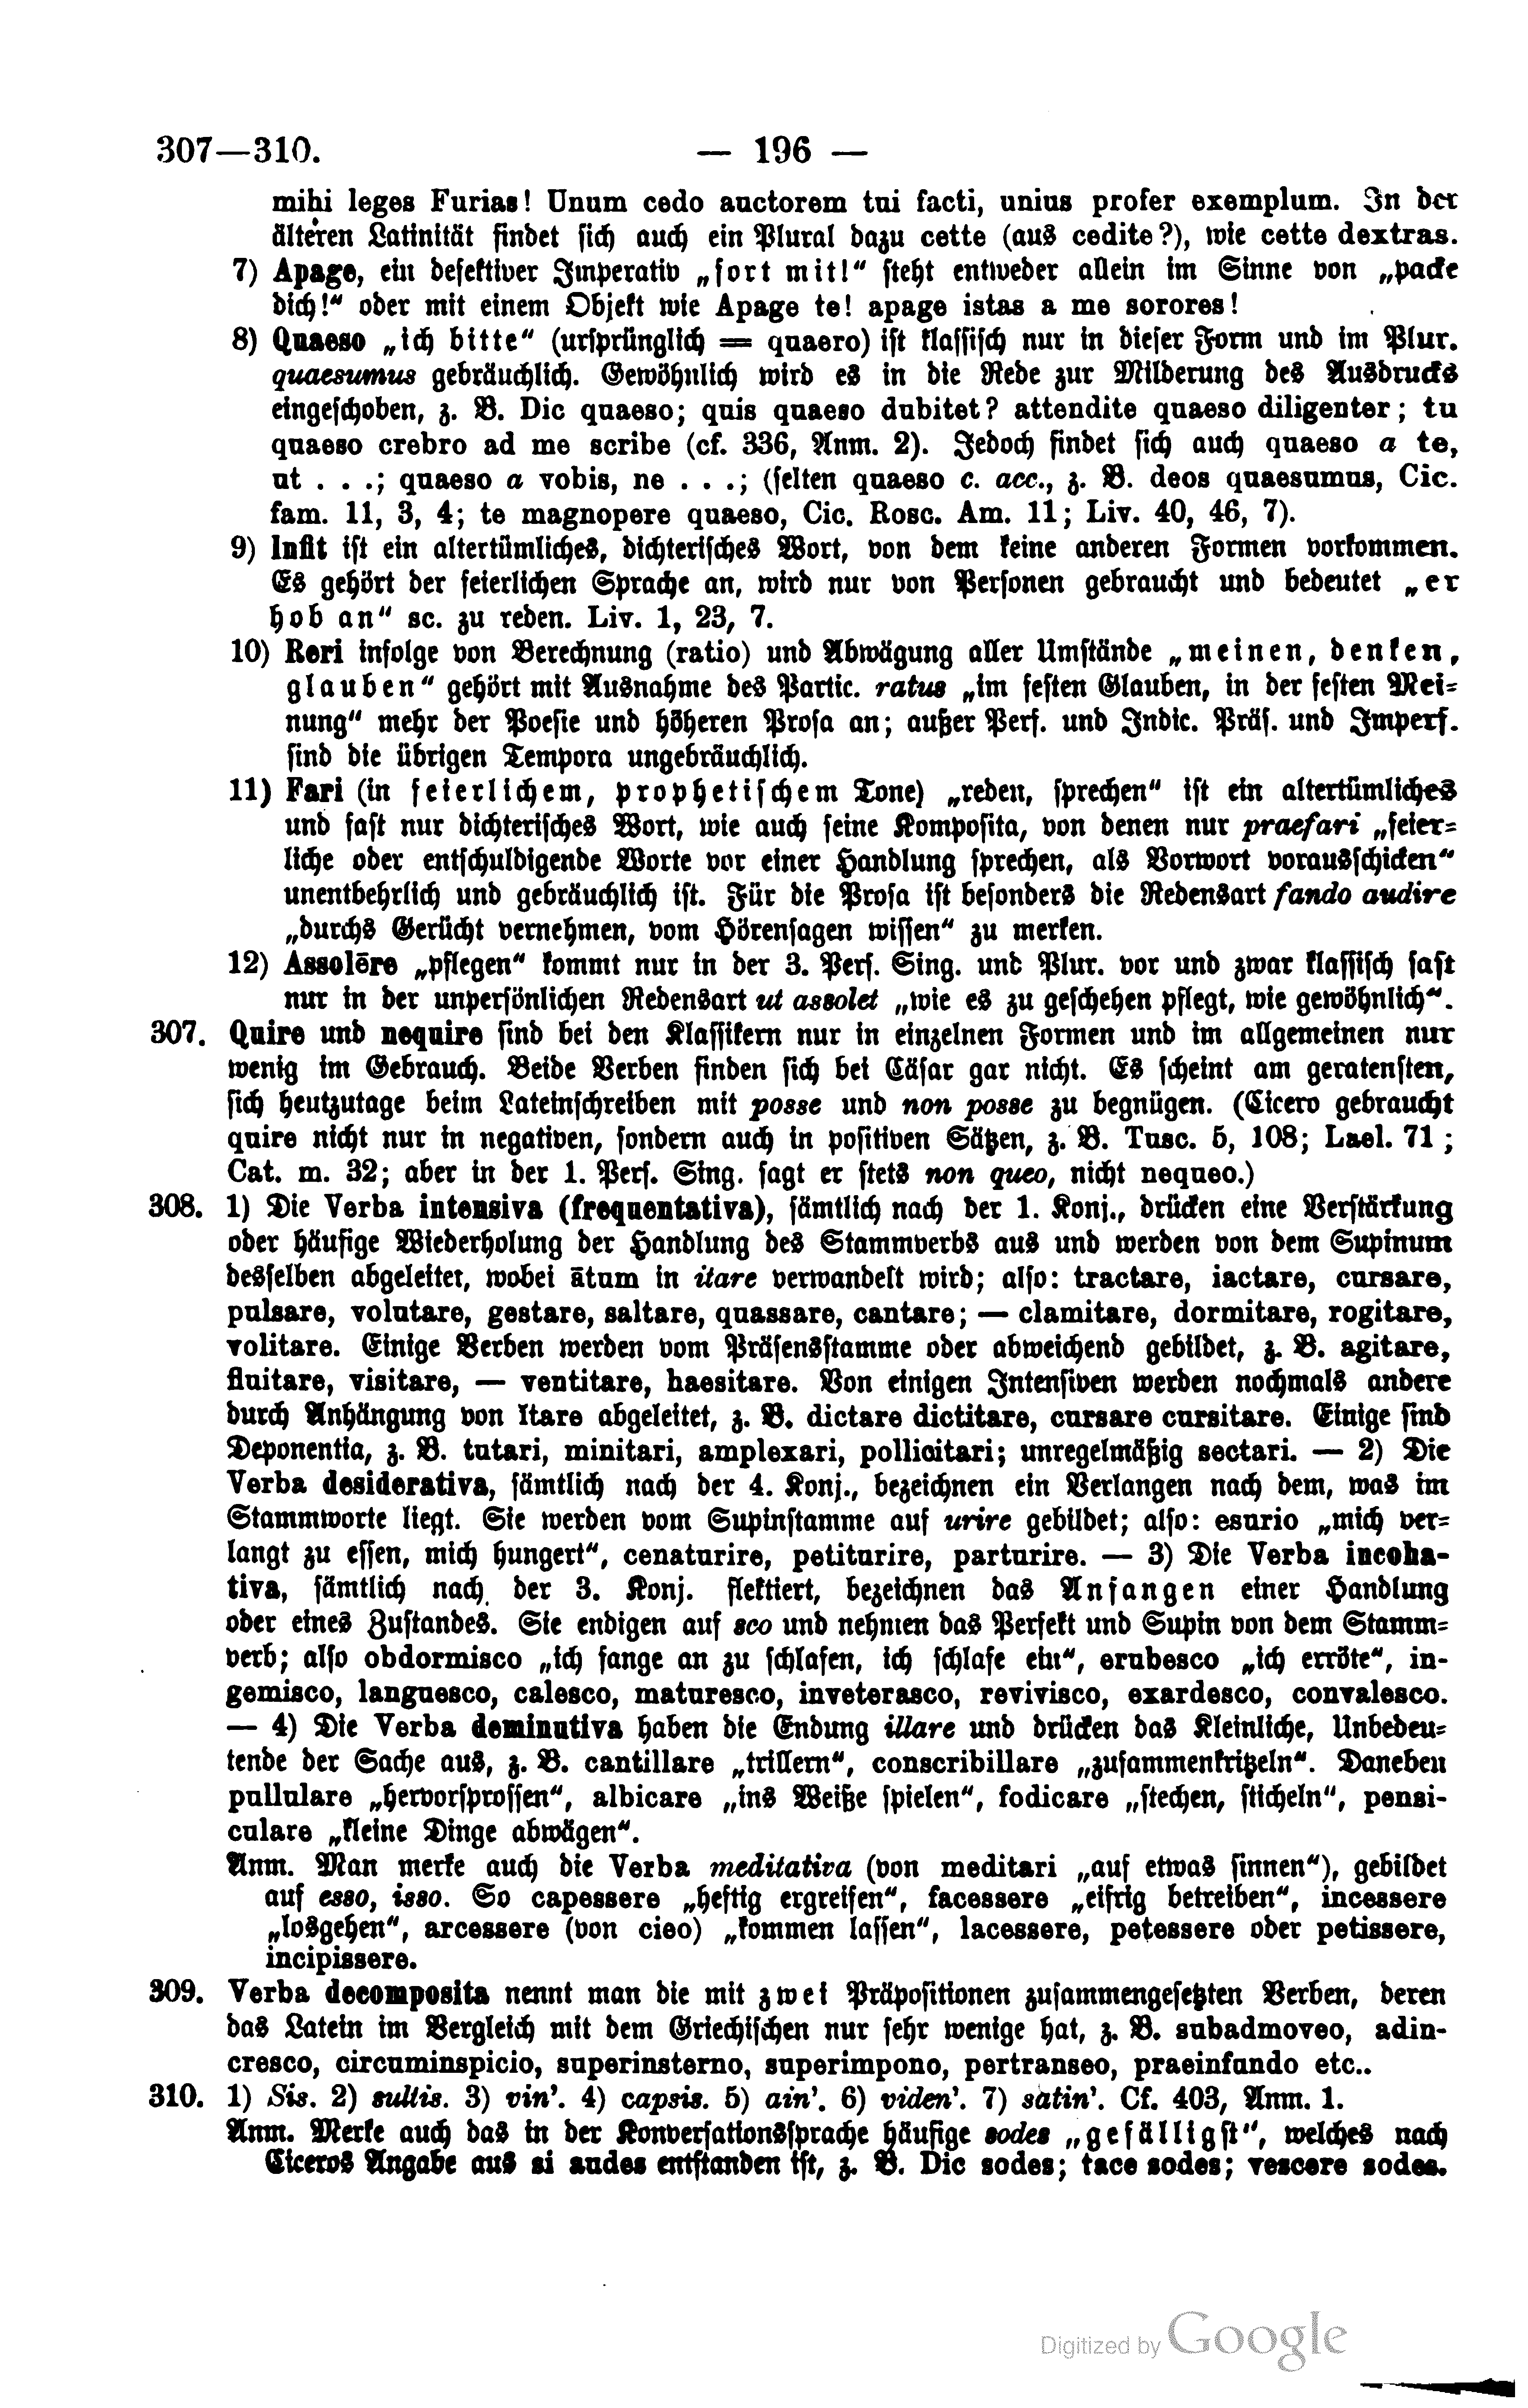 307—310. — 196 —
mihi leges Furias! Unum cedo auctorem tui facti, unius profer exemplum. In der
älteren Latinität findet sich auch ein Plural dazu cette (aus cedite?), wie cette dextras.
7) Apage, ein defektiver Imperativ „fort mit!“ steht entweder allein im Sinne von „packe
dich!“ oder mit einem Objekt wie Apage te! apage istas a me sorores!
8) Quaeso „ich bitte“ (ursprünglich = quaero) ist klassisch nur in dieser Form und im Plur.
quaesumus gebräuchlich. Gewöhnlich wird es in die Rede zur Milderung des Ausdrucks
eingeschoben, z. B. Dic quaeso; quis quaeso dubitet? attendite quaeso diligenter; tu
quaeso crebro ad me scribe (cf. 336, Anm. 2). Jedoch findet sich auch quaeso a te,
ut . . .; quaeso a vobis, ne . . .; (selten quaeso c. acc., z. B. deos quaesumus, Cic.
fam. 11, 3, 4; te magnopere quaeso, Cic. Rosc. Am. 11; Liv. 40, 46, 7).
9) Infit ist ein altertümliches, dichterisches Wort, von dem keine anderen Formen vorkommen.
Es gehört der feierlichen Sprache an, wird nur von Personen gebraucht und bedeutet „er
hob an“ sc. zu reden. Liv. 1, 23, 7.
10) Reri infolge von Berechnung (ratio) und Abwägung aller Umstände „meinen, denken,
glauben“ gehört mit Ausnahme des Partic. ratus „im festen Glauben, in der festen Mei-
nung“ mehr der Poesie und höheren Prosa an; außer Perf. und Indic. Präs. und Imperf.
sind die übrigen Tempora ungebräuchlich.
11) Fari (in feierlichem, prophetischem Tone) „reden, sprechen“ ist ein altertümliches
und fast nur dichterisches Wort, wie auch seine Komposita, von denen nur praefari „feier-
liche oder entschuldigende Worte vor einer Handlung sprechen, als Vorwort vorausschicken“
unentbehrlich und gebräuchlich ist. Für die Prosa ist besonders die Redensart fando audire
„durchs Gerücht vernehmen, vom Hörensagen wissen“ zu merken.
12) Assolēre „pflegen“ kommt nur in der 3. Pers. Sing. und Plur. vor und zwar klassisch fast
nur in der unpersönlichen Redensart ut assolet „wie es zu geschehen pflegt, wie gewöhnlich“.
307. Quire und nequire sind bei den Klassikern nur in einzelnen Formen und im allgemeinen nur
wenig im Gebrauch. Beide Verben finden sich bei Cäsar gar nicht. Es scheint am geratensten,
sich heutzutage beim Lateinschreiben mit posse und non posse zu begnügen. (Cicero gebraucht
quire nicht nur in negativen, sondern auch in positiven Sätzen, z. B. Tusc. 5, 108; Lael. 71;
Cat. m. 32; aber in der 1. Pers. Sing. sagt er stets non queo, nicht nequeo.)
308. 1) Die Verba intensiva (frequentativa), sämtlich nach der 1. Konj., drücken eine Verstärkung
oder häufige Wiederholung der Handlung des Stammverbs aus und werden von dem Supinum
desselben abgeleitet, wobei ātum in itare verwandelt wird; also: tractare, iactare, cursare,
pulsare, volutare, gestare, saltare, quassare, cantare; — clamitare, dormitare, rogitare,
volitare. Einige Verben werden vom Präsensstamme oder abweichend gebildet, z. B. agitare,
fluitare, visitare, — ventitare, haesitare. Von einigen Intensiven werden nochmals andere
durch Anhängung von Itare abgeleitet, z. B. dictare dictitare, cursare cursitare. Einige sind
Deponentia, z. B. tutari, minitari, amplexari, pollicitari; unregelmäßig sectari. — 2) Die
Verba desiderativa, sämtlich nach der 4. Konj., bezeichnen ein Verlangen nach dem, was im
Stammworte liegt. Sie werden vom Supinstamme auf urire gebildet; also: esurio „mich ver-
langt zu essen, mich hungert“, cenaturire, petiturire, parturire. — 3) Die Verba incoha-
tiva, sämtlich nach der 3. Konj. flektiert, bezeichnen das Anfangen einer Handlung
oder eines Zustandes. Sie endigen auf sco und nehmen das Perfekt und Supin von dem Stamm-
verb; also obdormisco „ich fange an zu schlafen, ich schlafe ein“, erubesco „ich erröte“, in-
gemisco, languesco, calesco, maturesco, inveterasco, revivisco, exardesco, convalesco.
— 4) Die Verba deminutiva haben die Endung illare und drücken das Kleinliche, Unbedeu-
tende der Sache aus, z. B. cantillare „trillern“, conscribillare „zusammenkritzeln“. Daneben
pullulare „hervorsprossen“, albicare „ins Weiße spielen“, fodicare „stechen, sticheln“, pensi-
culare „kleine Dinge abwägen“.
Anm. Man merke auch die Verba meditativa (von meditari „auf etwas sinnen“), gebildet
auf esso, isso. So capessere „heftig ergreifen“, facessere „eifrig betreiben“, incessere
„losgehen“, arcessere (von cieo) „kommen lassen“, lacessere, petessere oder petissere,
incipissere.
309. Verba decomposita nennt man die mit zwei Präpositionen zusammengesetzten Verben, deren
das Latein im Vergleich mit dem Griechischen nur sehr wenige hat, z. B. subadmoveo, adin-
cresco, circuminspicio, superinsterno, superimpono, pertranseo, praeinfundo etc..
310. 1) Sis. 2) sultis. 3) vin'. 4) capsis. 5) ain'. 6) viden'. 7) satin'. Cf. 403, Anm. 1.
Anm. Merke auch das in der Konversationssprache häufige sodes „gefälligst“, welches nach
Ciceros Angabe aus si audes entstanden ist, z. B. Dic sodes; tace sodes; vescere sodes.
Digitized by Google